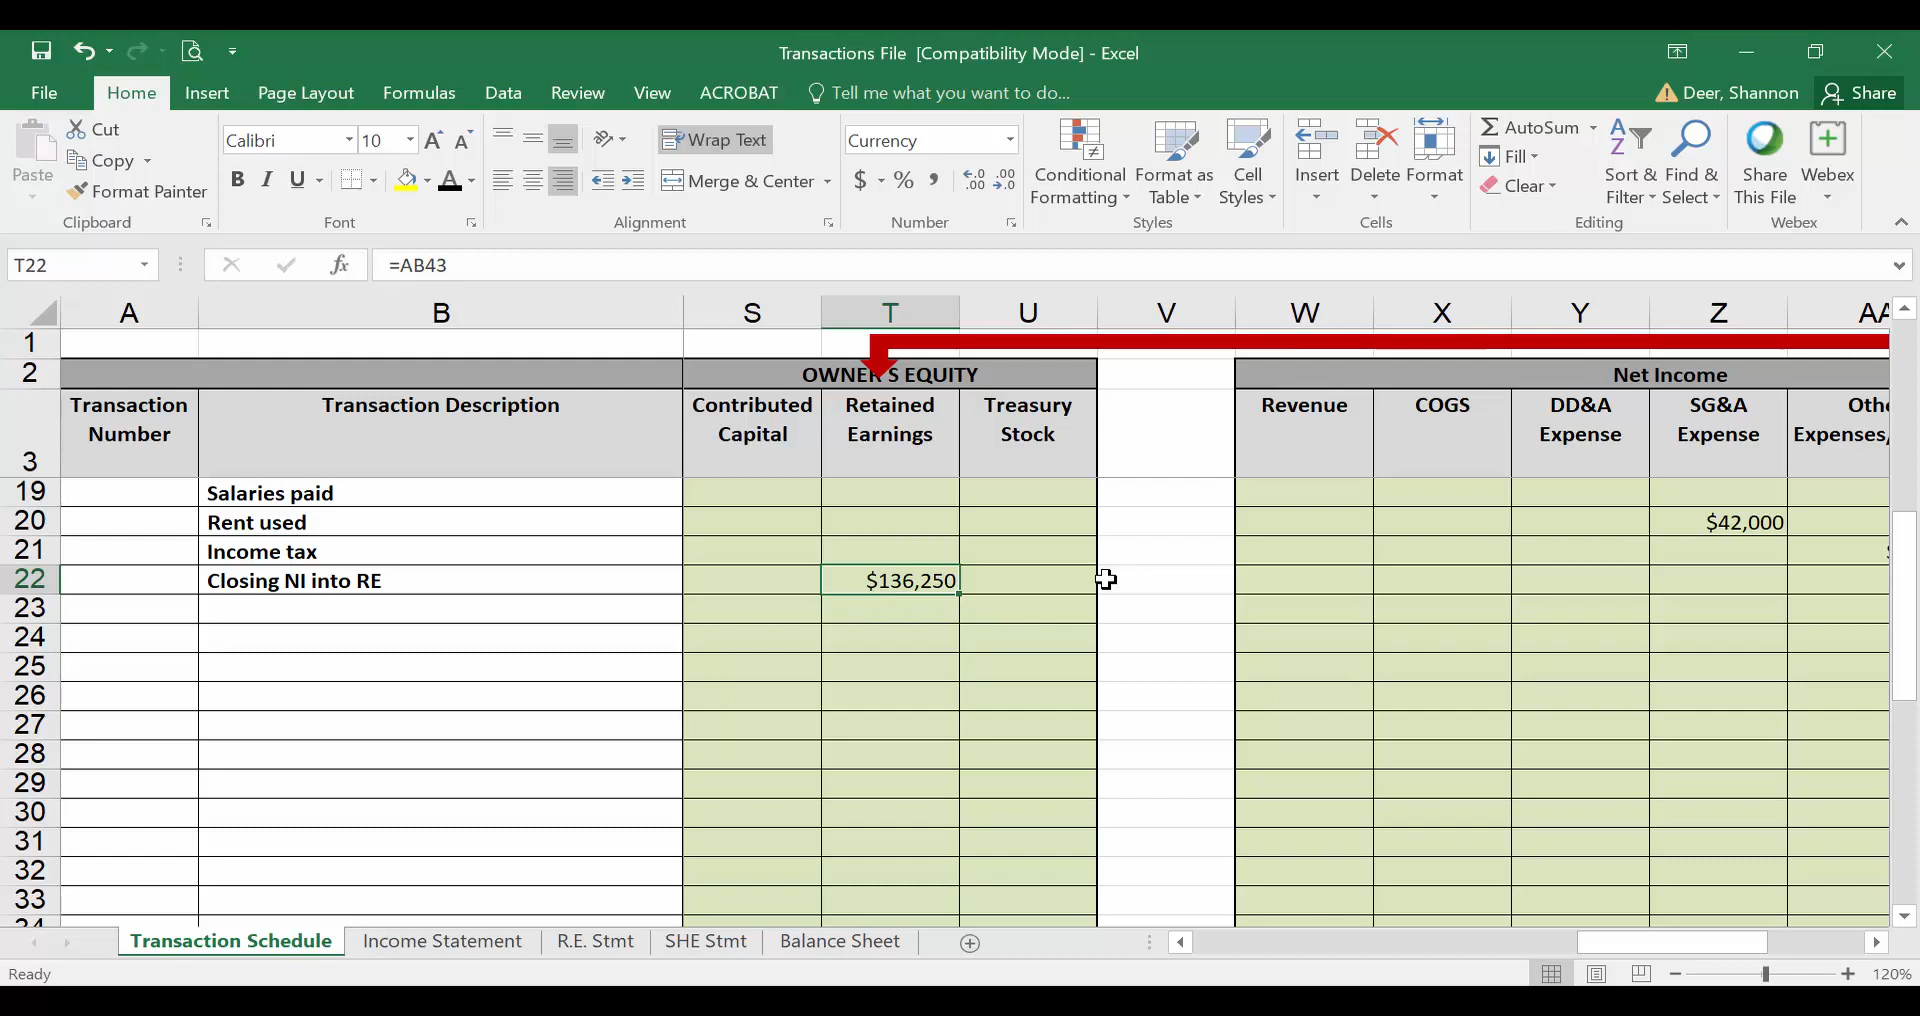 Transactions File [Compatibility Mode] - Excel
File Home Insert Page Layout Formulas Data Review View ACROBAT Tell me what you want to do... Deer, Shannon Share
Paste
Cut
Copy
Format Painter
Clipboard
Calibri 10
B I U A
Font
Wrap Text
Merge & Center
Alignment
Currency
$ % ,
Number
Conditional Formatting
Format as Table
Cell Styles
Styles
Insert Delete Format
Cells
AutoSum
Fill
Clear
Sort & Filter
Find & Select
Editing
Share This File
Webex
Webex
T22 fx =AB43
A B S T U V W X Y Z AA
1
2 OWNER'S EQUITY Net Income
3 Transaction Number Transaction Description Contributed Capital Retained Earnings Treasury Stock Revenue COGS DD&A Expense SG&A Expense
19 Salaries paid
20 Rent used $42,000
21 Income tax
22 Closing NI into RE $136,250
23
24
25
26
27
28
29
30
31
32
33
Transaction Schedule Income Statement R.E. Stmt SHE Stmt Balance Sheet
Ready 120%